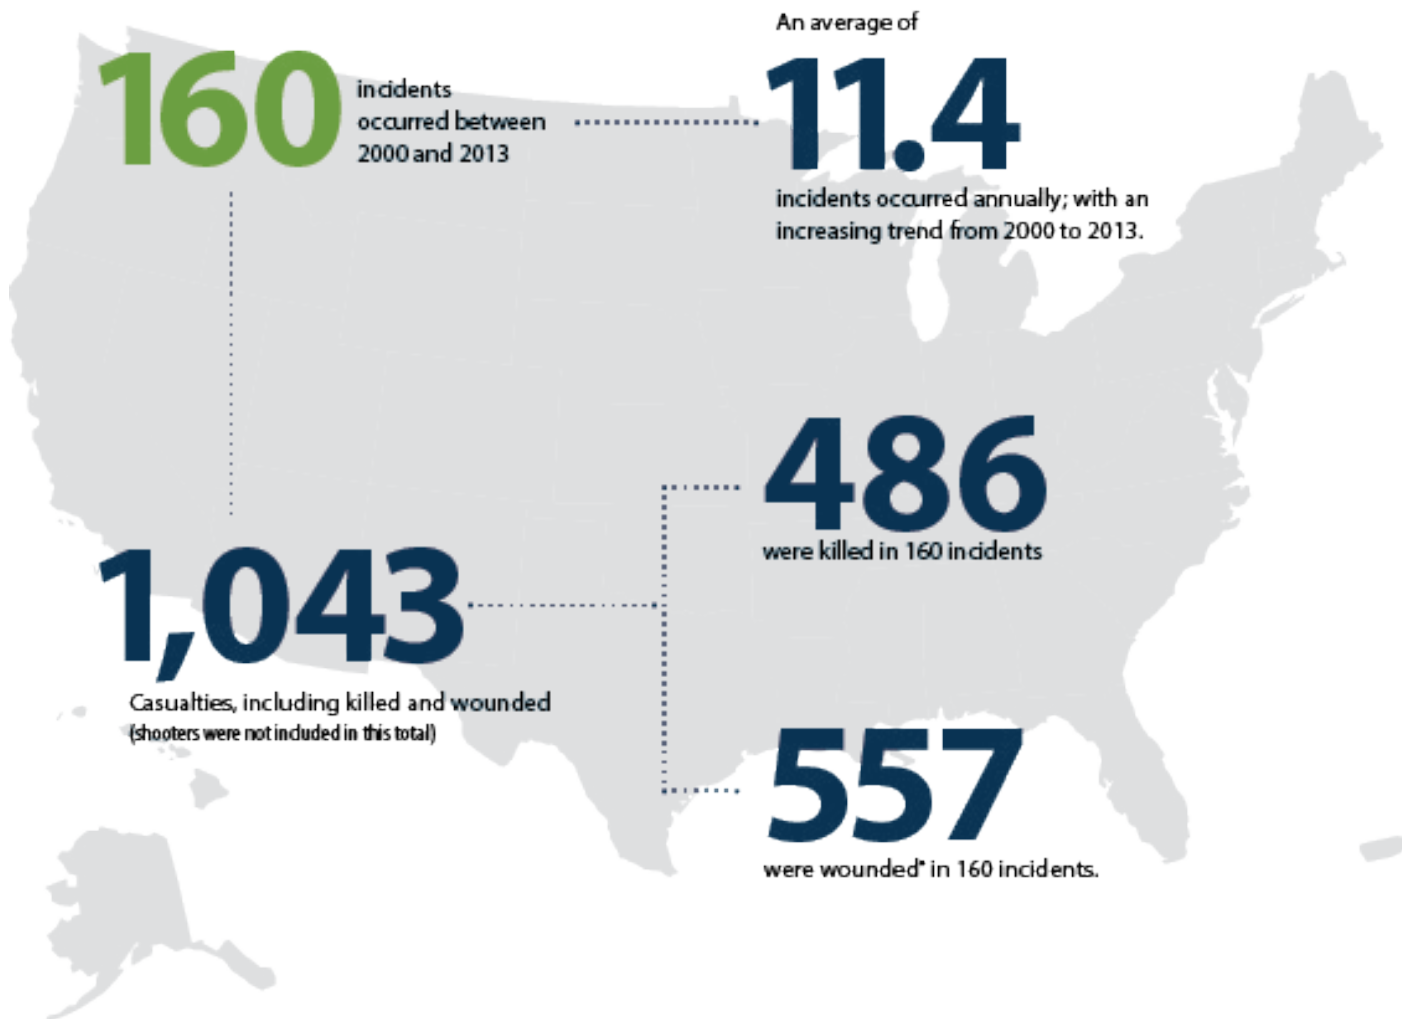 160
incidents
occurred between
2000 and 2013
An average of
11.4
incidents occurred annually; with an
increasing trend from 2000 to 2013.
1,043
Casualties, including killed and wounded
(shooters were not included in this total)
486
were killed in 160 incidents
557
were wounded* in 160 incidents.